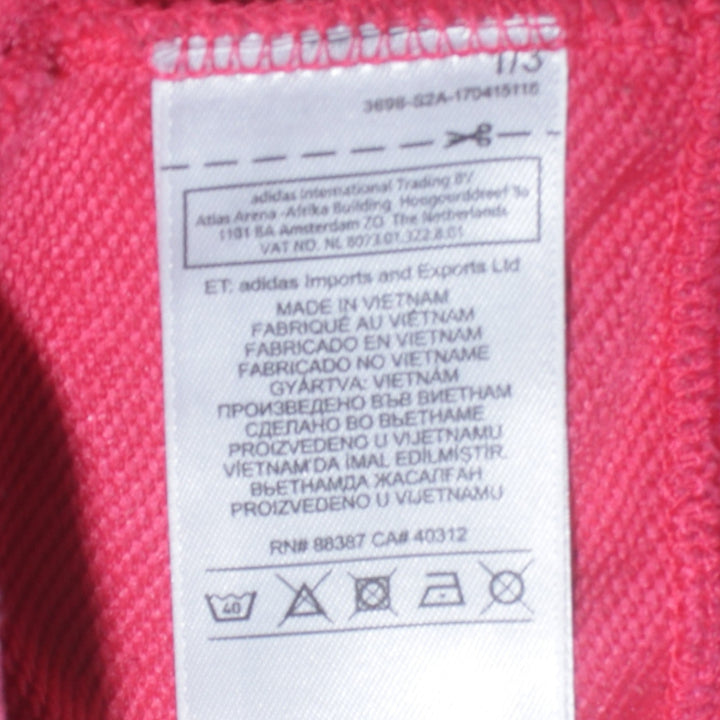 1/3
3698-S2A-170415116
adidas International Trading BV
Atlas Arena -Afrika Building Hoogoorddreef 9a
1101 BA Amsterdam ZO The Netherlands
VAT NO. NL 8073.01.322.B.01
ET: adidas Imports and Exports Ltd
MADE IN VIETNAM
FABRIQUÉ AU VIÊTNAM
FABRICADO EN VIETNAM
FABRICADO NO VIETNAME
GYÁRTVA: VIETNÁM
ПРОИЗВЕДЕНО ВЪВ ВИЕТНАМ
СДЕЛАНО ВО ВЬЕТНАМЕ
PROIZVEDENO U VIJETNAMU
VİETNAM'DA İMAL EDİLMİŞTİR.
ВЬЕТНАМДА ЖАСАЛҒАН
PROIZVEDENO U VIJETNAMU
RN# 88387 CA# 40312
40